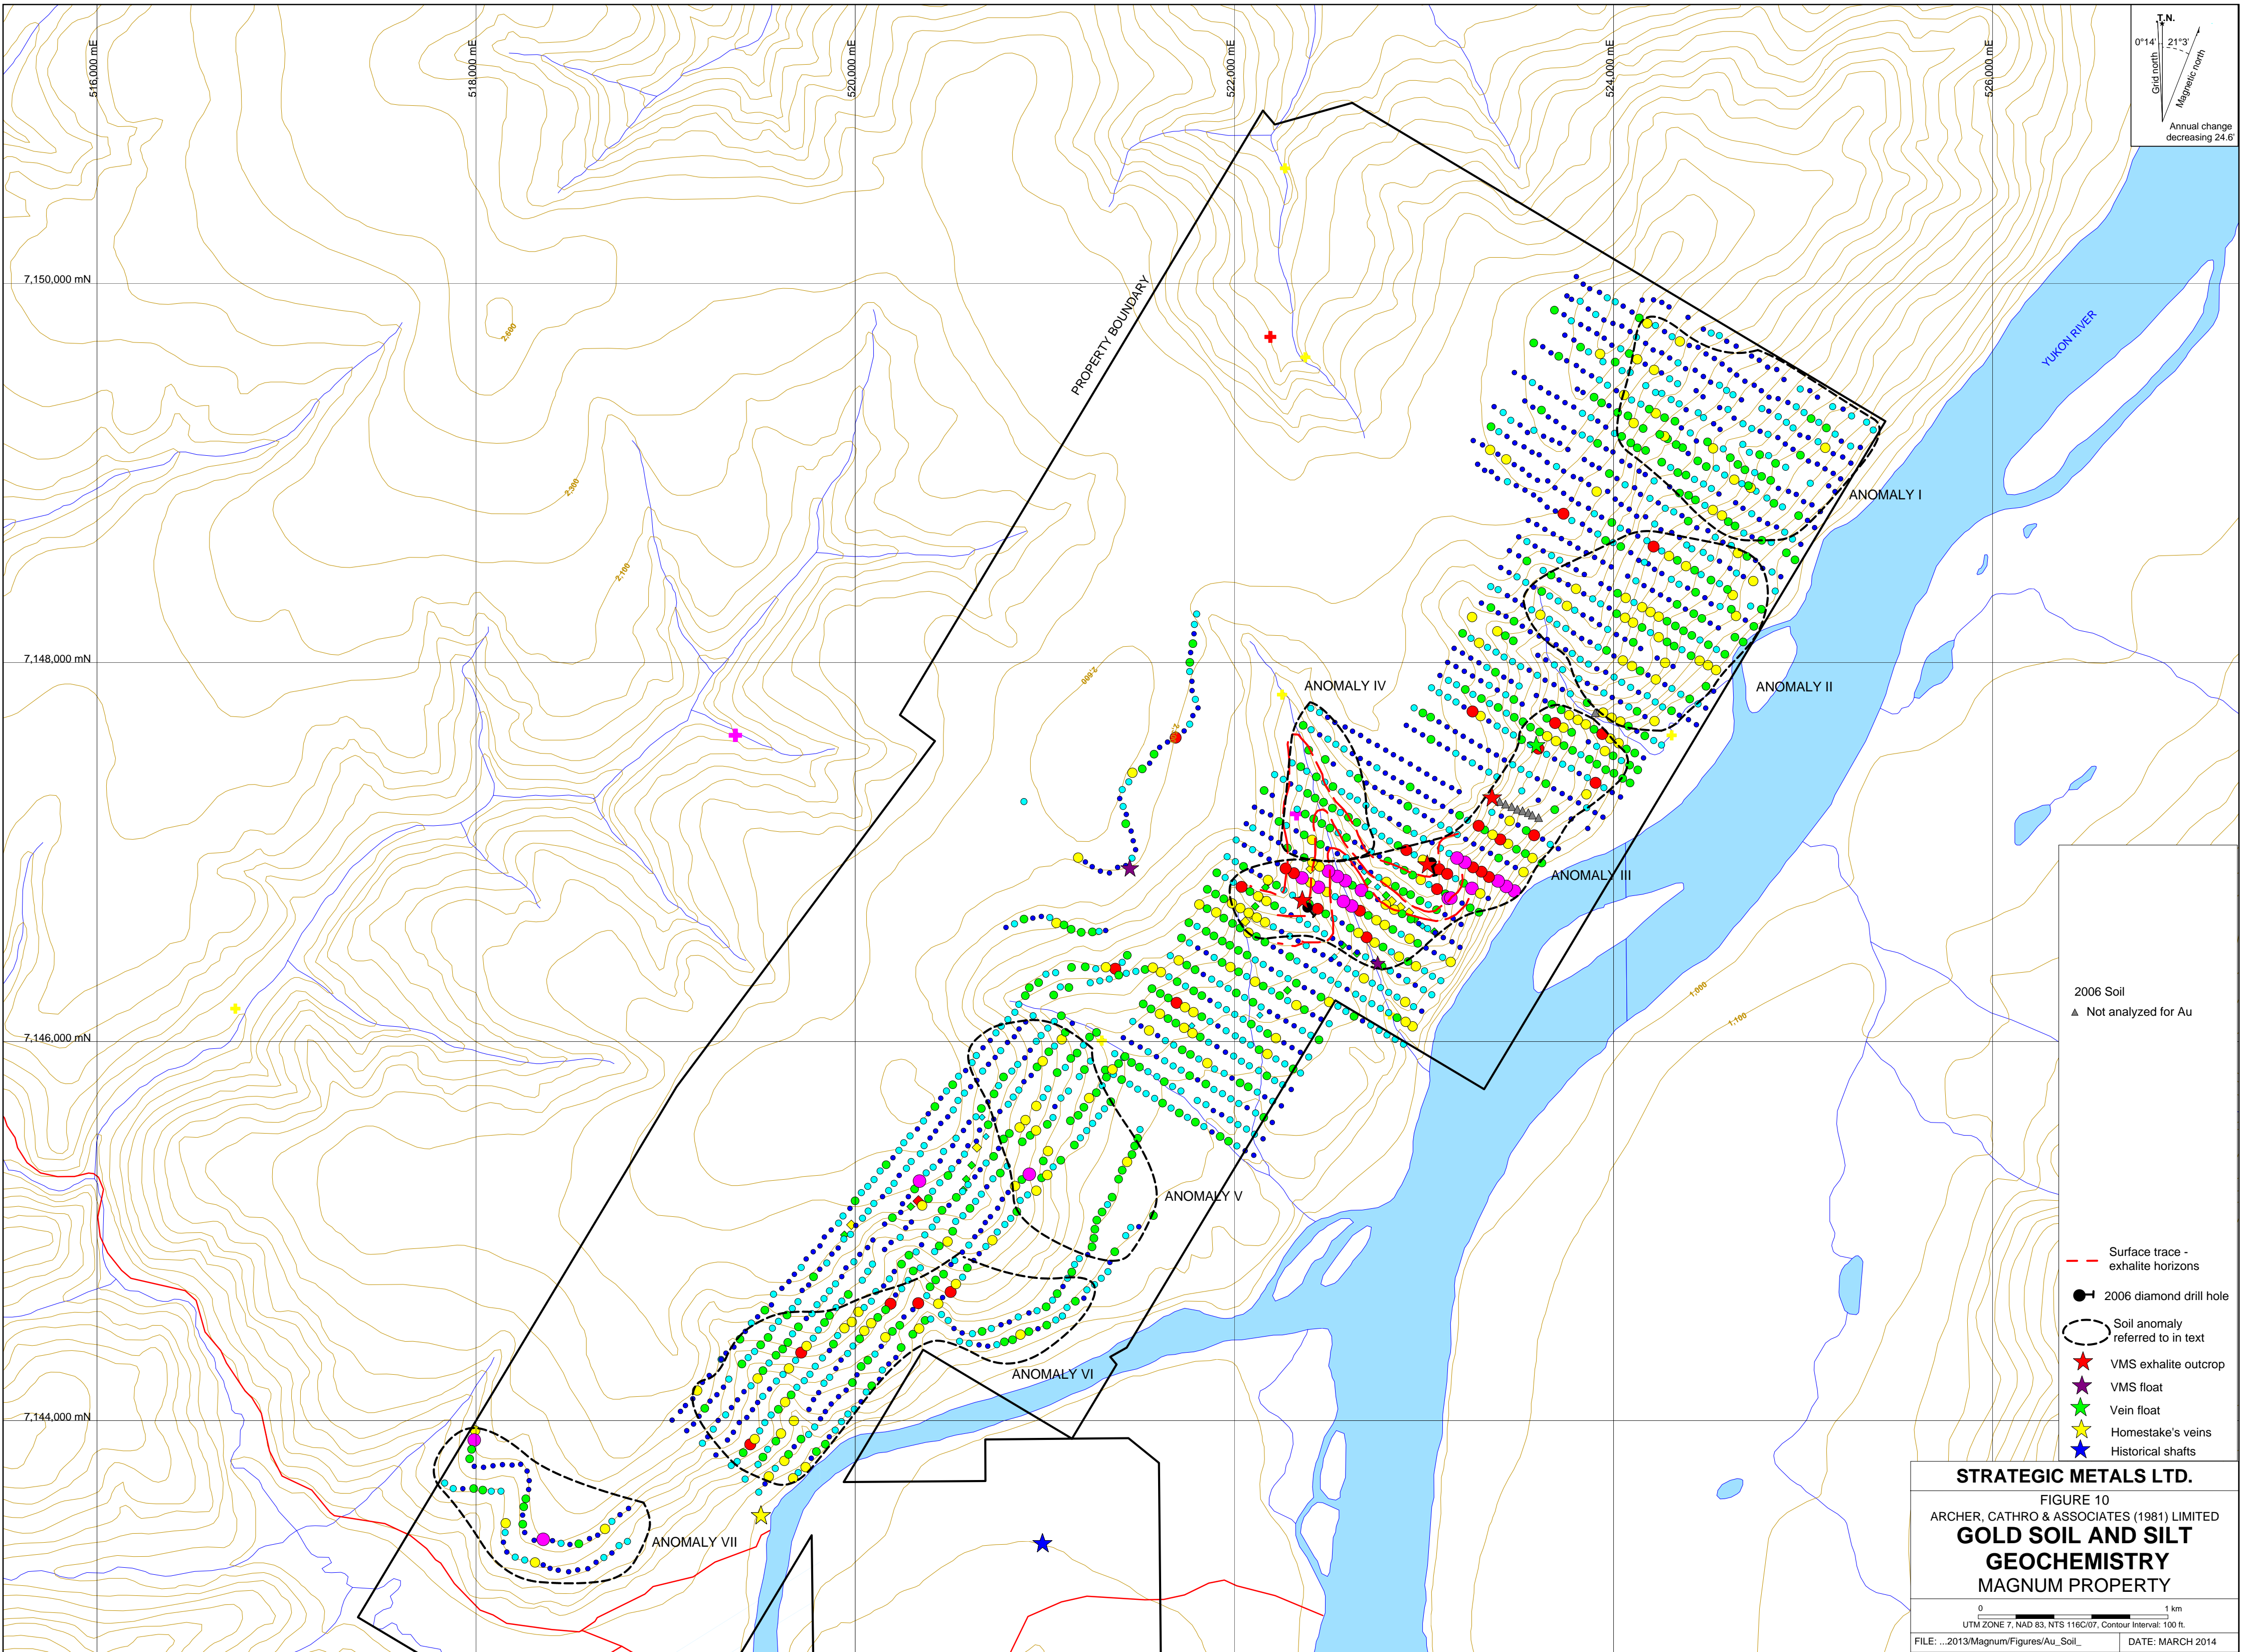 516,000 mE
518,000 mE
520,000 mE
522,000 mE
524,000 mE
526,000 mE
T.N.
0°14'
21°3'
Grid north
Magnetic north
Annual change
decreasing 24.6'
7,150,000 mN
7,148,000 mN
7,146,000 mN
7,144,000 mN
2,600
2,300
2,100
2,600
1,000
1,100
PROPERTY BOUNDARY
YUKON RIVER
ANOMALY I
ANOMALY II
ANOMALY IV
ANOMALY III
ANOMALY V
ANOMALY VI
ANOMALY VII
2006 Soil
Not analyzed for Au
Surface trace -
exhalite horizons
2006 diamond drill hole
Soil anomaly
referred to in text
VMS exhalite outcrop
VMS float
Vein float
Homestake's veins
Historical shafts
STRATEGIC METALS LTD.
FIGURE 10
ARCHER, CATHRO & ASSOCIATES (1981) LIMITED
GOLD SOIL AND SILT
GEOCHEMISTRY
MAGNUM PROPERTY
0 1 km
UTM ZONE 7, NAD 83, NTS 116C/07, Contour Interval: 100 ft.
FILE: ...2013/Magnum/Figures/Au_Soil_
DATE: MARCH 2014